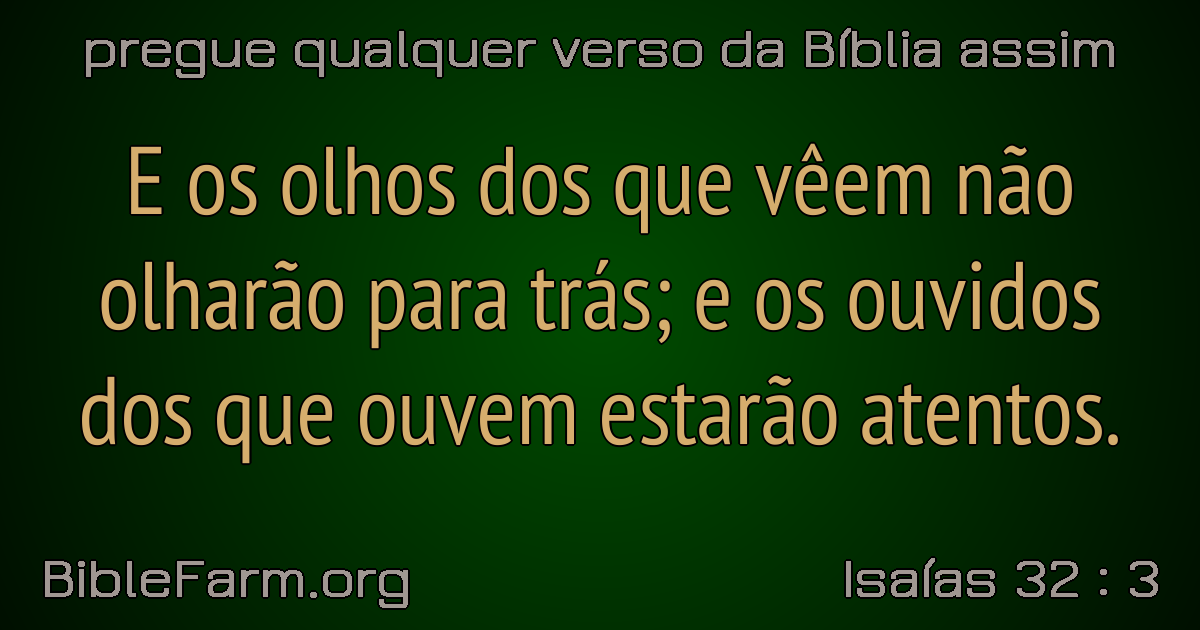 pregue qualquer verso da Bíblia assim
E os olhos dos que vêem não
olharão para trás; e os ouvidos
dos que ouvem estarão atentos.
BibleFarm.org
Isaías 32 : 3